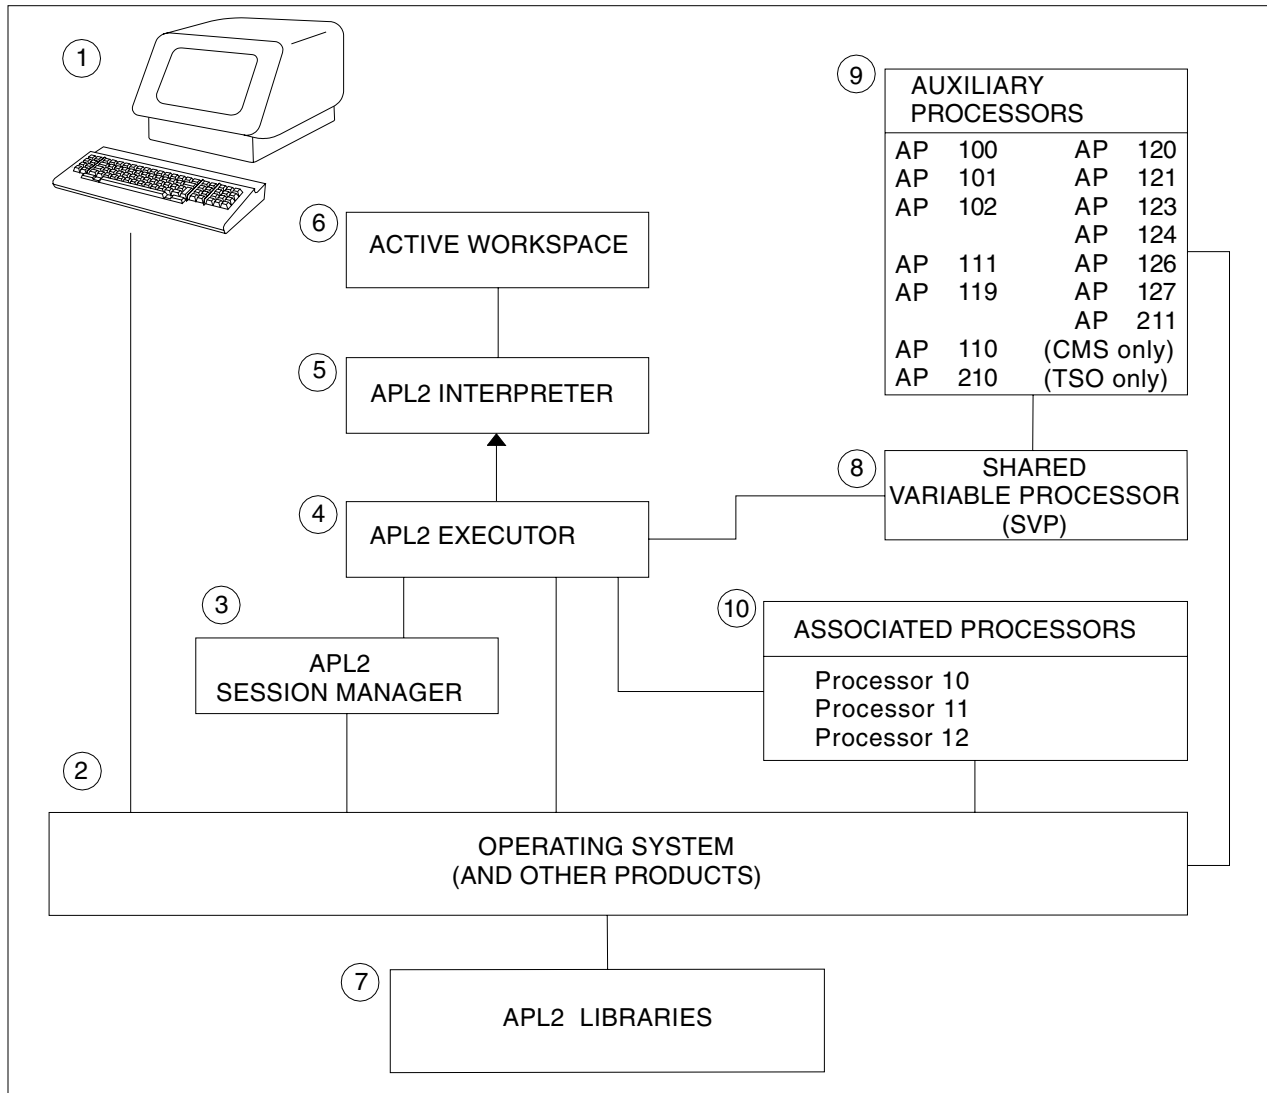 1
9
AUXILIARY
PROCESSORS
AP 100 AP 120
AP 101 AP 121
AP 102 AP 123
AP 124
AP 111 AP 126
AP 119 AP 127
AP 211
AP 110 (CMS only)
AP 210 (TSO only)
6
ACTIVE WORKSPACE
5
APL2 INTERPRETER
8
SHARED
VARIABLE PROCESSOR
(SVP)
4
APL2 EXECUTOR
3
APL2
SESSION MANAGER
10
ASSOCIATED PROCESSORS
Processor 10
Processor 11
Processor 12
2
OPERATING SYSTEM
(AND OTHER PRODUCTS)
7
APL2 LIBRARIES